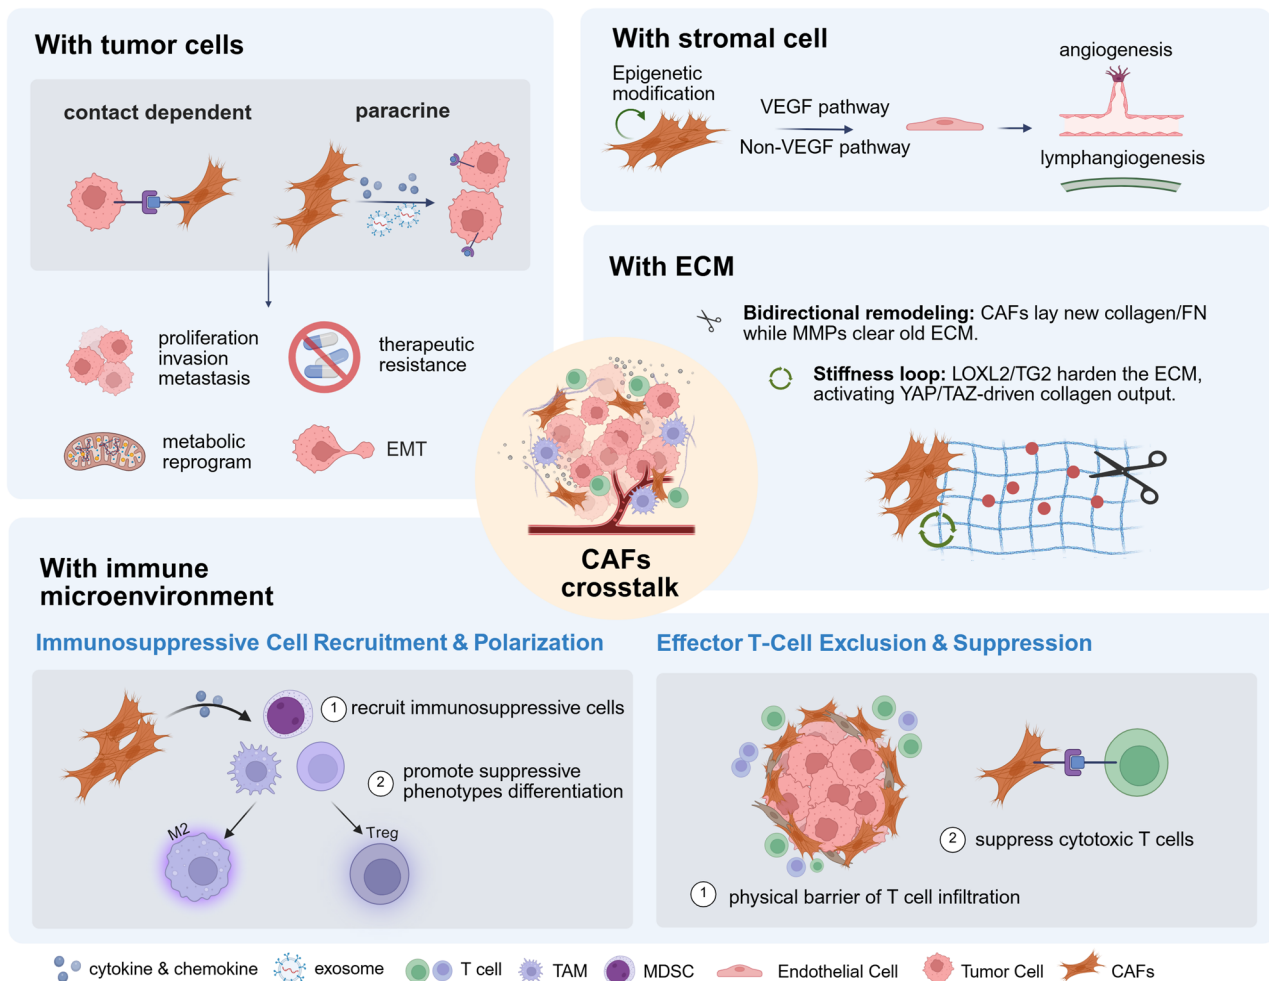 With tumor cells
contact dependent
paracrine
proliferation
invasion
metastasis
therapeutic
resistance
metabolic
reprogram
EMT
With stromal cell
Epigenetic
modification
VEGF pathway
Non-VEGF pathway
angiogenesis
lymphangiogenesis
With ECM
Bidirectional remodeling: CAFs lay new collagen/FN
while MMPs clear old ECM.
Stiffness loop: LOXL2/TG2 harden the ECM,
activating YAP/TAZ-driven collagen output.
CAFs
crosstalk
With immune
microenvironment
Immunosuppressive Cell Recruitment & Polarization
1 recruit immunosuppressive cells
2 promote suppressive
phenotypes differentiation
M2
Treg
Effector T-Cell Exclusion & Suppression
2 suppress cytotoxic T cells
1 physical barrier of T cell infiltration
cytokine & chemokine
exosome
T cell
TAM
MDSC
Endothelial Cell
Tumor Cell
CAFs